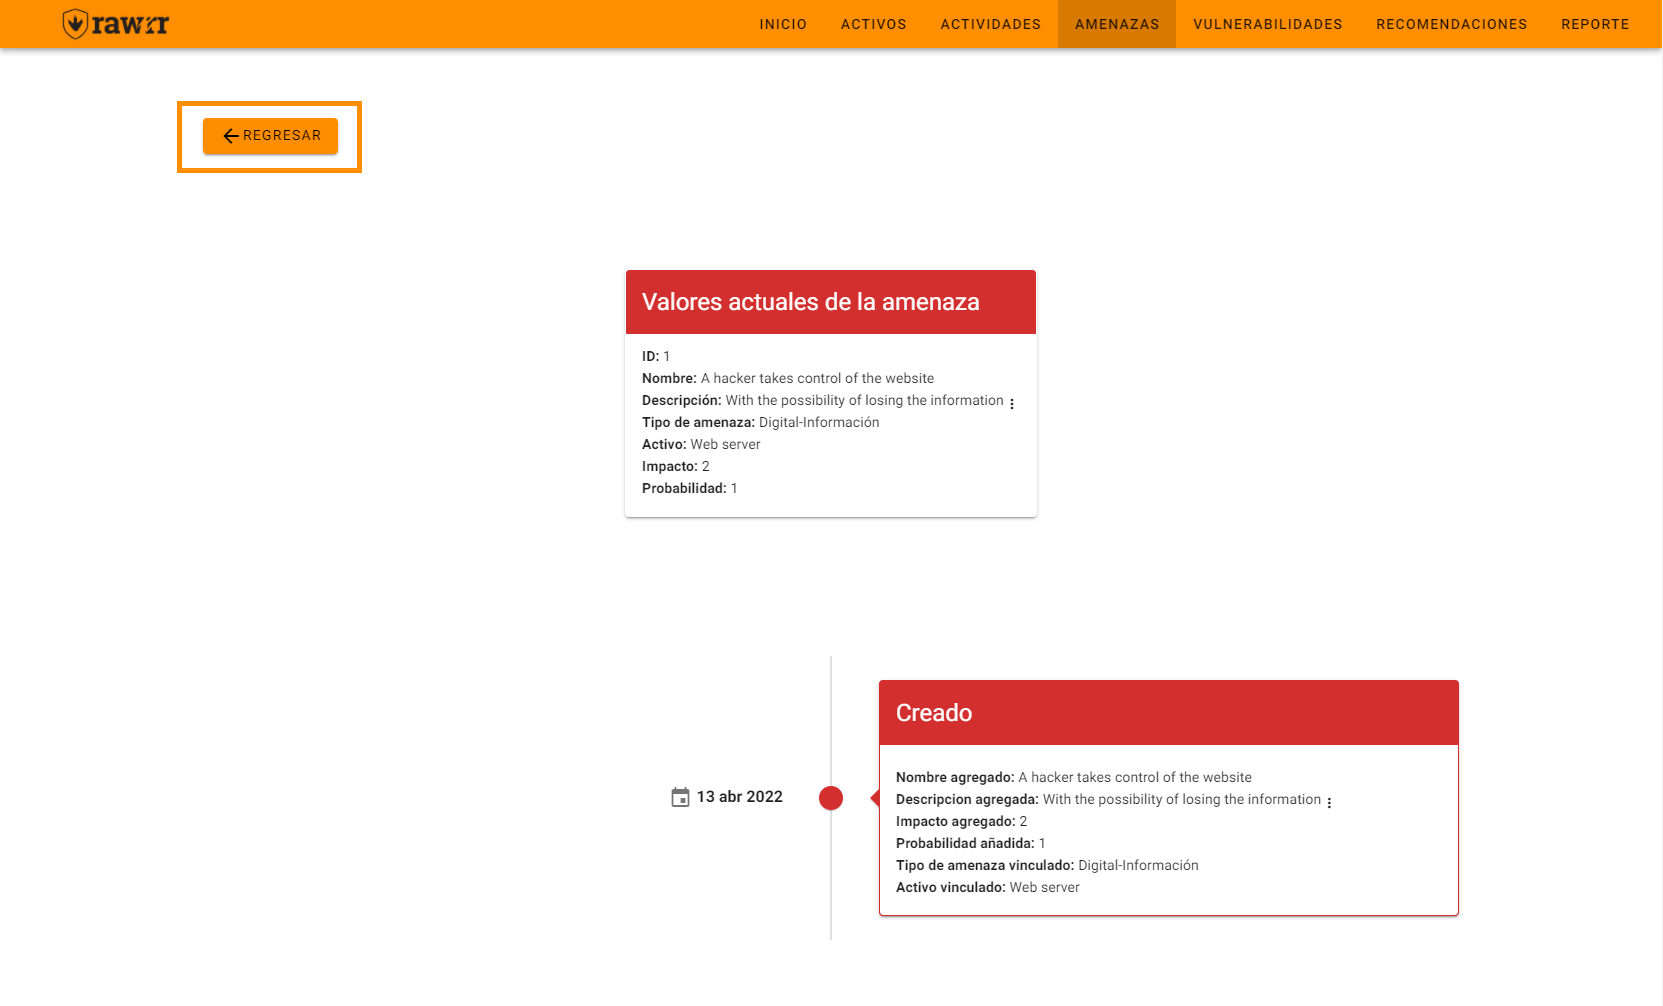 rawrr
INICIO ACTIVOS ACTIVIDADES AMENAZAS VULNERABILIDADES RECOMENDACIONES REPORTE
REGRESAR
Valores actuales de la amenaza
ID: 1
Nombre: A hacker takes control of the website
Descripción: With the possibility of losing the information
Tipo de amenaza: Digital-Información
Activo: Web server
Impacto: 2
Probabilidad: 1
Creado
13 abr 2022
Nombre agregado: A hacker takes control of the website
Descripcion agregada: With the possibility of losing the information
Impacto agregado: 2
Probabilidad añadida: 1
Tipo de amenaza vinculado: Digital-Información
Activo vinculado: Web server